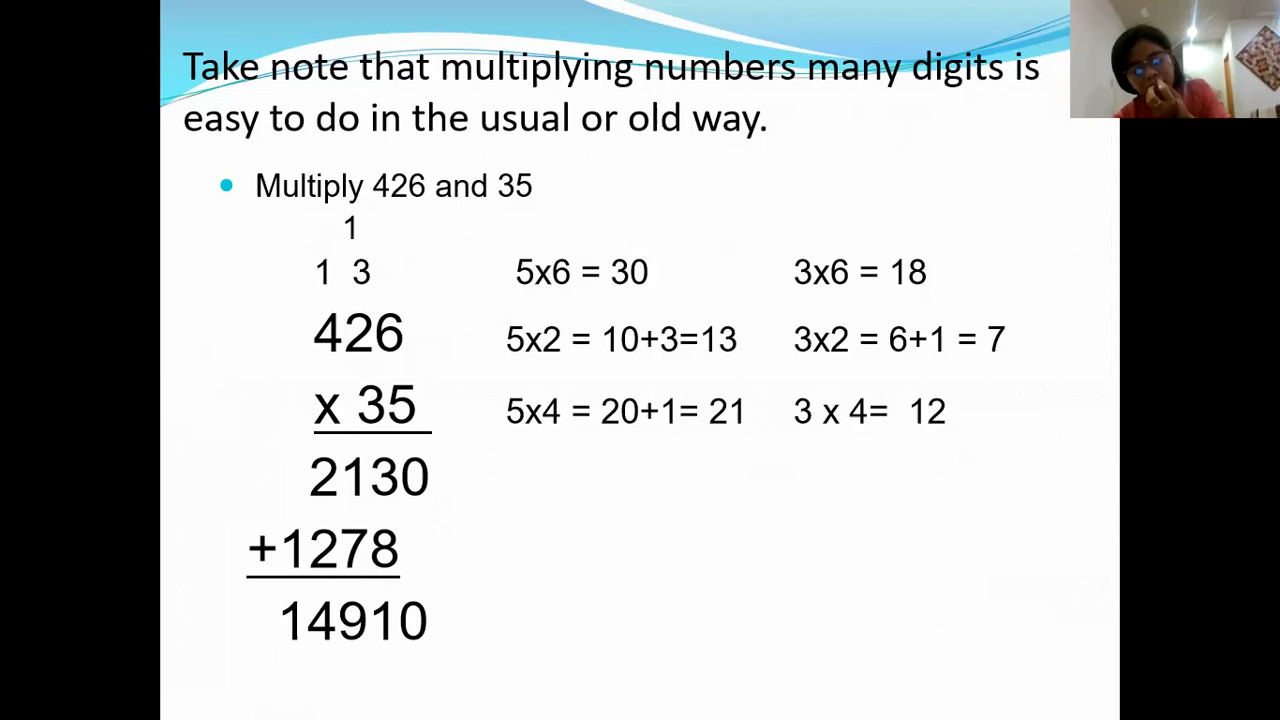 Take note that multiplying numbers many digits is
easy to do in the usual or old way.
• Multiply 426 and 35
1
1 3 5x6 = 30 3x6 = 18
426 5x2 = 10+3=13 3x2 = 6+1 = 7
x 35 5x4 = 20+1= 21 3 x 4= 12
2130
+1278
14910